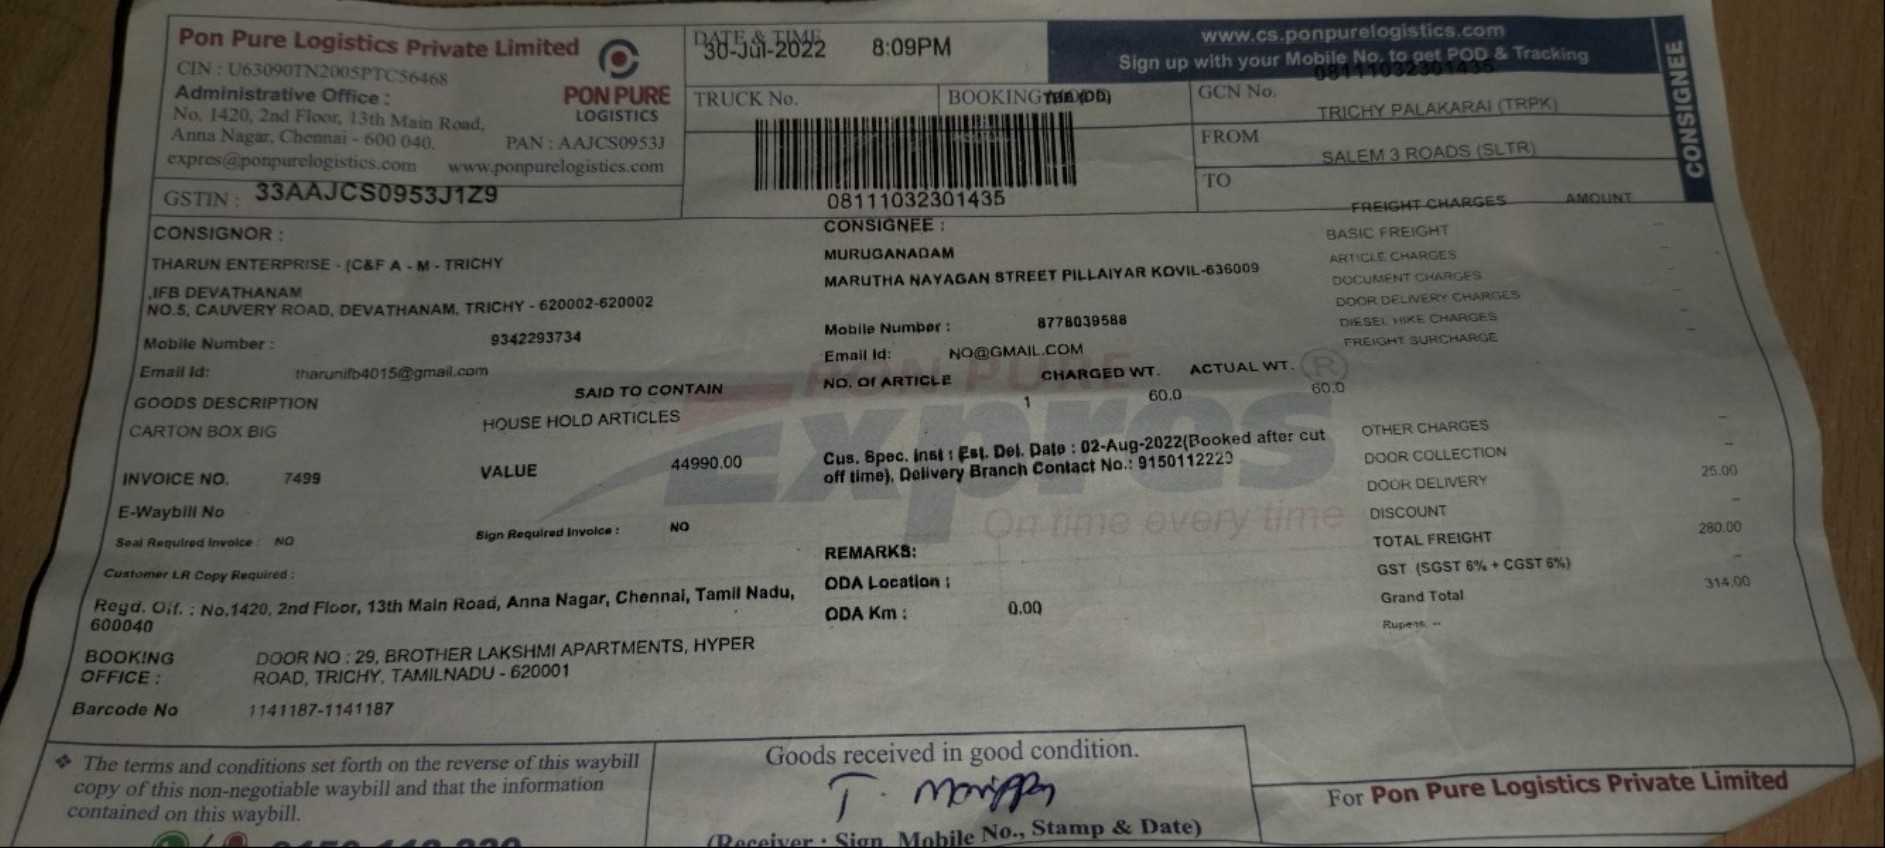 Pon Pure Logistics Private Limited
CIN : U63090TN2005PTC56468
Administrative Office :
No. 1420, 2nd Floor, 13th Main Road,
Anna Nagar, Chennai - 600 040.
PAN : AAJCS0953J
expres@ponpurelogistics.com www.ponpurelogistics.com
PON PURE
LOGISTICS
GSTIN : 33AAJCS0953J1Z9
DATE & TIME
30-Jul-2022 8:09PM
TRUCK No.
BOOKING
08111032301435
www.cs.ponpurelogistics.com
Sign up with your Mobile No. to get POD & Tracking
08111032301435
GCN No.
TRICHY PALAKARAI (TRPK)
FROM
SALEM 3 ROADS (SLTR)
TO
CONSIGNEE
CONSIGNOR :
THARUN ENTERPRISE - (C&F A - M - TRICHY
,IFB DEVATHANAM
NO.5, CAUVERY ROAD, DEVATHANAM, TRICHY - 620002-620002
Mobile Number : 9342293734
Email Id: tharunifb4015@gmail.com
CONSIGNEE :
MURUGANADAM
MARUTHA NAYAGAN STREET PILLAIYAR KOVIL-636009
Mobile Number : 8778039588
Email Id: NO@GMAIL.COM
FREIGHT CHARGES AMOUNT
BASIC FREIGHT --
ARTICLE CHARGES --
DOCUMENT CHARGES --
DOOR DELIVERY CHARGES --
DIESEL HIKE CHARGES --
FREIGHT SURCHARGE
GOODS DESCRIPTION SAID TO CONTAIN NO. Of ARTICLE CHARGED WT. ACTUAL WT.
CARTON BOX BIG HOUSE HOLD ARTICLES 1 60.0 60.0
PON PURE ®
Expres
On time every time
INVOICE NO. 7499 VALUE 44990.00
Cus. Spec. Inst : Est. Del. Date : 02-Aug-2022(Booked after cut
off time), Delivery Branch Contact No.: 9150112223
E-Waybill No
Seal Required Invoice : NO Sign Required Invoice : NO
Customer LR Copy Required :
REMARKS:
ODA Location :
ODA Km : 0.00
OTHER CHARGES --
DOOR COLLECTION --
DOOR DELIVERY 25.00
DISCOUNT --
TOTAL FREIGHT 280.00
GST (SGST 6% + CGST 6%) --
Grand Total 314.00
Rupees. --
Regd. Off. : No.1420, 2nd Floor, 13th Main Road, Anna Nagar, Chennai, Tamil Nadu,
600040
BOOKING OFFICE : DOOR NO : 29, BROTHER LAKSHMI APARTMENTS, HYPER
ROAD, TRICHY, TAMILNADU - 620001
Barcode No 1141187-1141187
❖ The terms and conditions set forth on the reverse of this waybill
copy of this non-negotiable waybill and that the information
contained on this waybill.
Goods received in good condition.
(Receiver : Sign, Mobile No., Stamp & Date)
For Pon Pure Logistics Private Limited